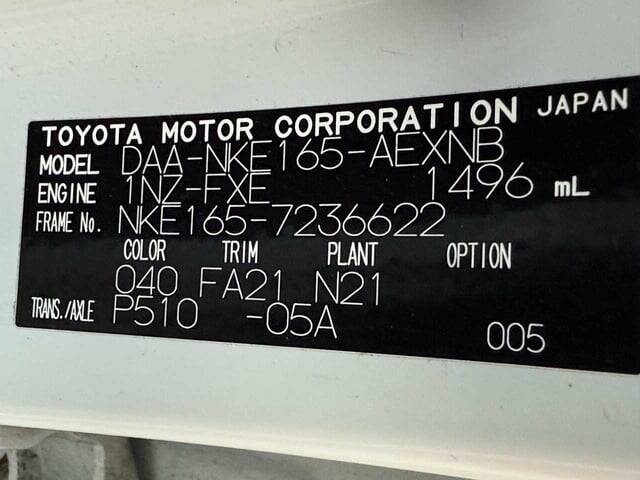 TOYOTA MOTOR CORPORATION JAPAN
MODEL DAA-NKE165-AEXNB
ENGINE 1NZ-FXE 1496 mL
FRAME No. NKE165-7236622
COLOR TRIM PLANT OPTION
040 FA21 N21
TRANS./AXLE P510 -05A
005